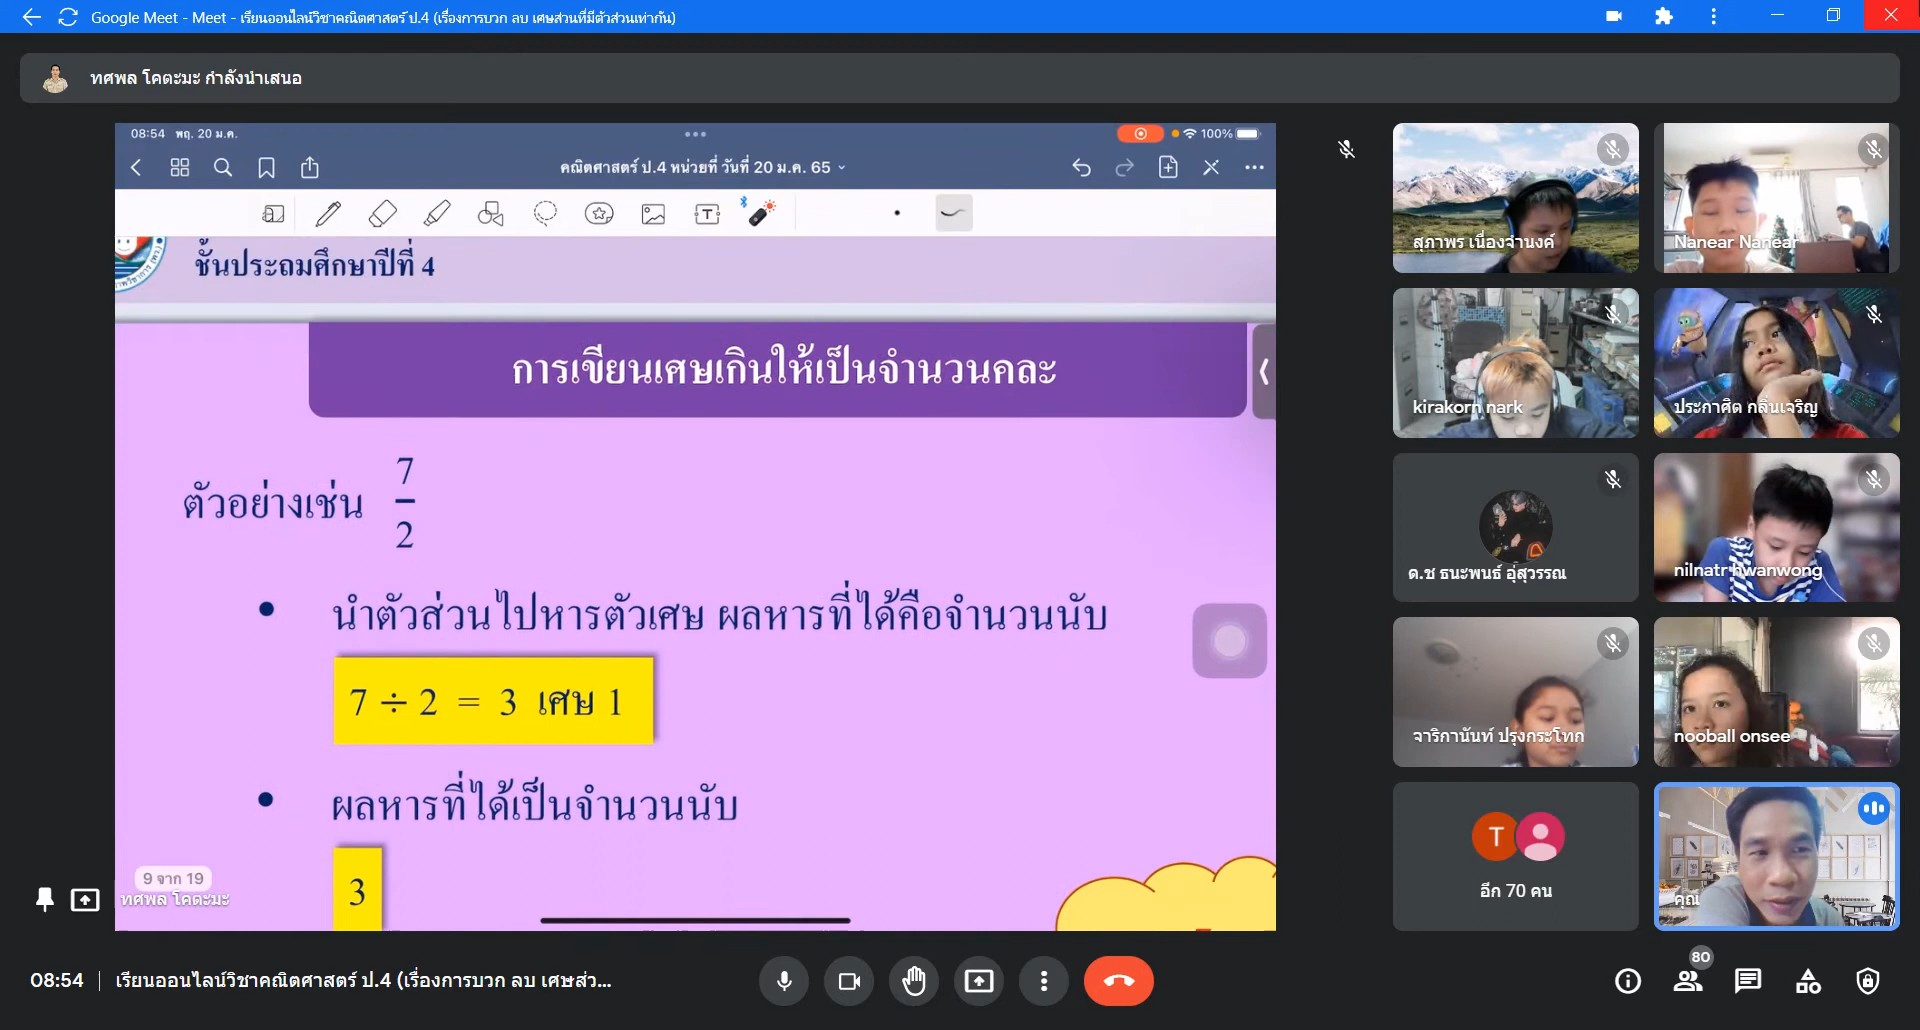 Google Meet - Meet - เรียนออนไลน์วิชาคณิตศาสตร์ ป.4 (เรื่องการบวก ลบ เศษส่วนที่มีตัวส่วนเท่ากัน)
ทศพล โคตะมะ กำลังนำเสนอ
08:54 พฤ. 20 ม.ค.
100%
คณิตศาสตร์ ป.4 หน่วยที่ วันที่ 20 ม.ค. 65
ชั้นประถมศึกษาปีที่ 4
การเขียนเศษเกินให้เป็นจำนวนคละ
ตัวอย่างเช่น 7/2
• นำตัวส่วนไปหารตัวเศษ ผลหารที่ได้คือจำนวนนับ
7 ÷ 2 = 3 เศษ 1
• ผลหารที่ได้เป็นจำนวนนับ
3
9 จาก 19
ทศพล โคตะมะ
สุภาพร เนื่องจำนงค์
Nanear Nanear
kirakorn nark
ประกาศิต กลิ่นเจริญ
ด.ช ธนะพนธ์ อุ่สุวรรณ
nilnatr hwanwong
จาริกานันท์ ปรุงกระโทก
nooball onsee
T
อีก 70 คน
คุณ
08:54 | เรียนออนไลน์วิชาคณิตศาสตร์ ป.4 (เรื่องการบวก ลบ เศษส่ว...
80